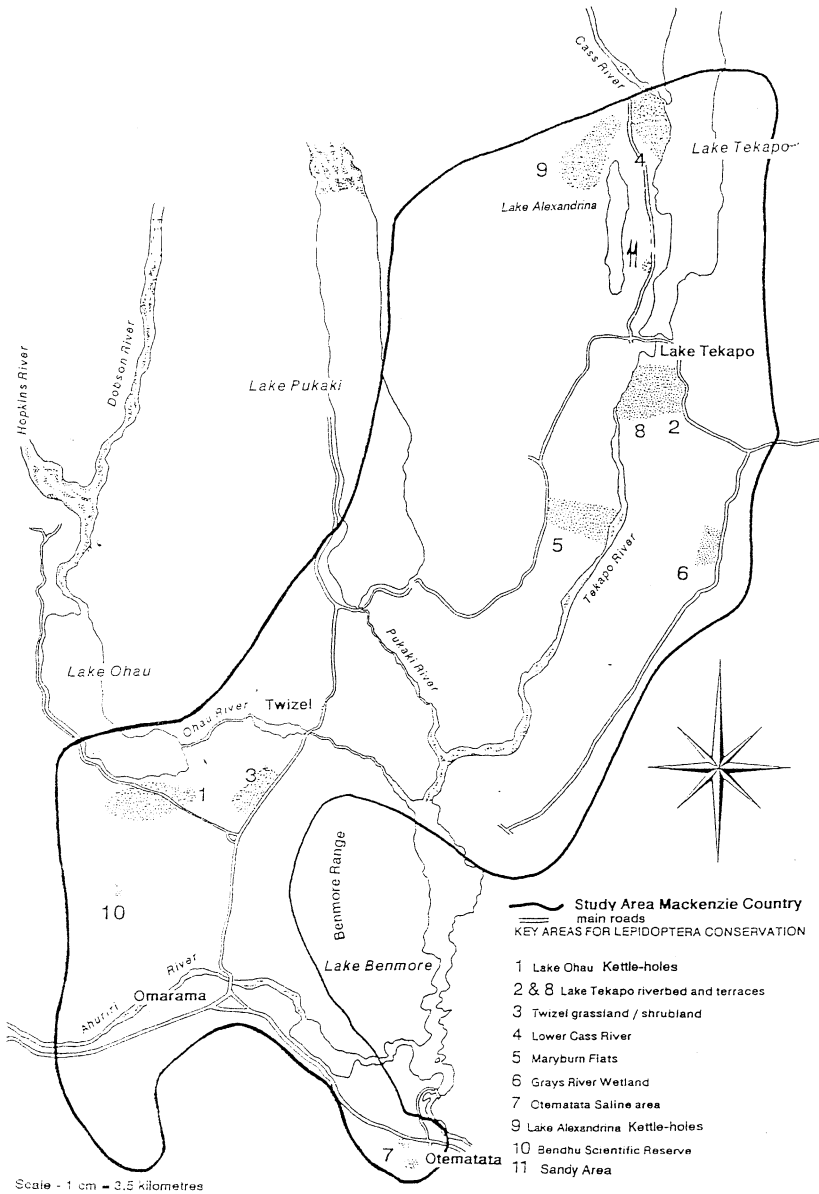 Cass River
Lake Tekapo
4
9
Lake Alexandrina
11
Lake Tekapo
Dobson River
Hopkins River
Lake Pukaki
8
2
5
6
Tekapo River
Pukaki River
Lake Ohau
Ohau River
Twizel
3
1
10
Benmore Range
Lake Benmore
Ahuriri River
Omarama
7
Otematata
Study Area Mackenzie Country
main roads
KEY AREAS FOR LEPIDOPTERA CONSERVATION
1 Lake Ohau Kettle-holes
2 & 8 Lake Tekapo riverbed and terraces
3 Twizel grassland / shrubland
4 Lower Cass River
5 Maryburn Flats
6 Grays River Wetland
7 Otematata Saline area
9 Lake Alexandrina Kettle-holes
10 Bendhu Scientific Reserve
11 Sandy Area
Scale - 1 cm = 3.5 kilometres